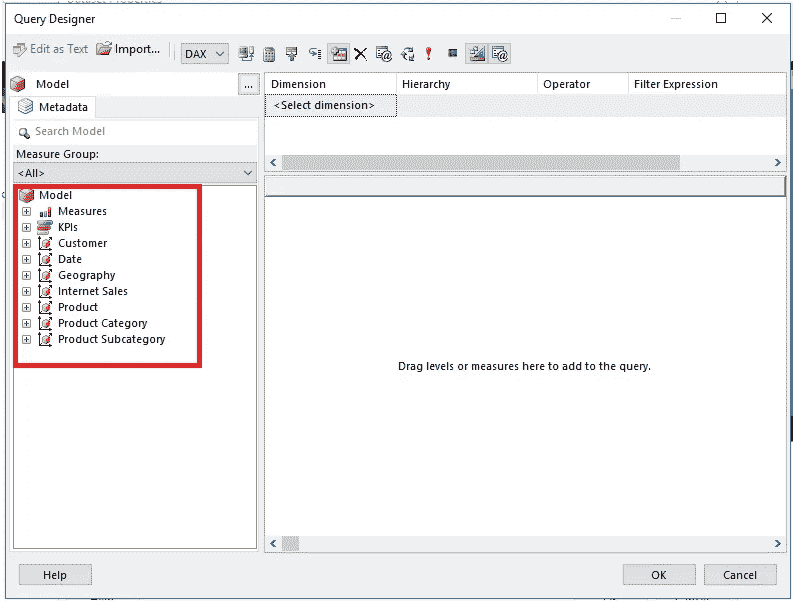 Query Designer
Edit as Text Import... DAX
Model ...
Metadata
Search Model
Measure Group:
<All>
Model
Measures
KPIs
Customer
Date
Geography
Internet Sales
Product
Product Category
Product Subcategory
Dimension Hierarchy Operator Filter Expression
<Select dimension>
Drag levels or measures here to add to the query.
Help OK Cancel